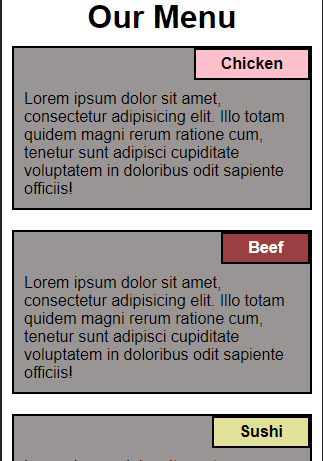 Our Menu
Chicken
Lorem ipsum dolor sit amet,
consectetur adipisicing elit. Illo totam
quidem magni rerum ratione cum,
tenetur sunt adipisci cupiditate
voluptatem in doloribus odit sapiente
officiis!
Beef
Lorem ipsum dolor sit amet,
consectetur adipisicing elit. Illo totam
quidem magni rerum ratione cum,
tenetur sunt adipisci cupiditate
voluptatem in doloribus odit sapiente
officiis!
Sushi